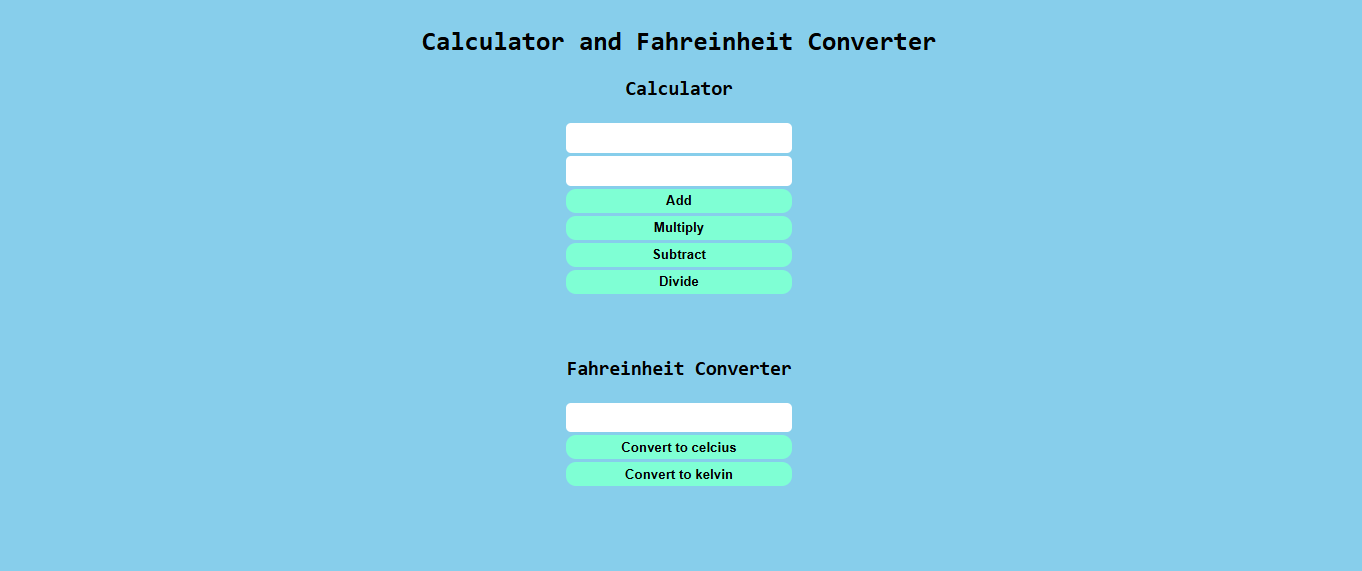 Calculator and Fahreinheit Converter
Calculator
Add
Multiply
Subtract
Divide
Fahreinheit Converter
Convert to celcius
Convert to kelvin